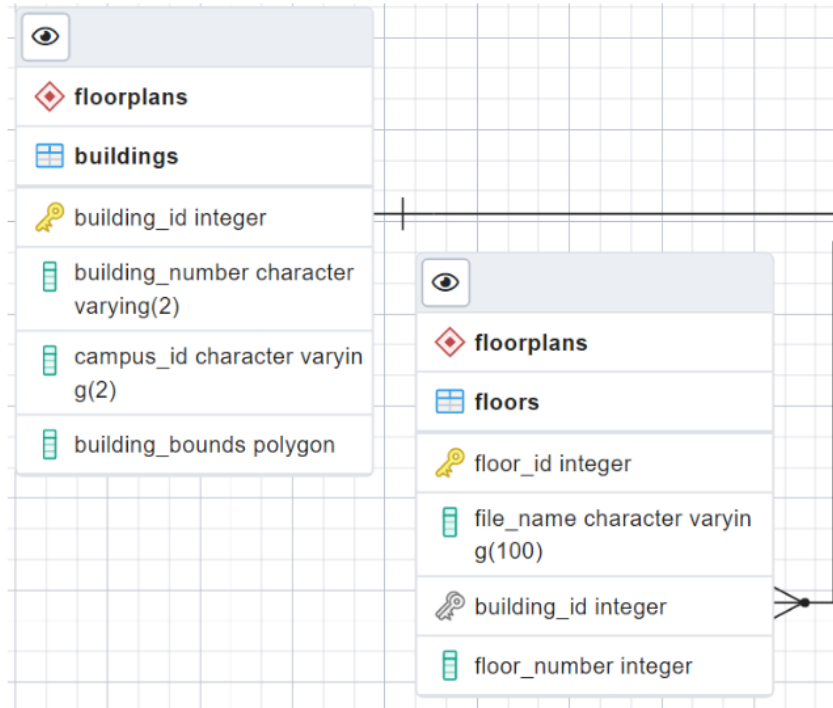 floorplans
buildings
building_id integer
building_number character
varying(2)
campus_id character varyin
g(2)
building_bounds polygon
floorplans
floors
floor_id integer
file_name character varyin
g(100)
building_id integer
floor_number integer